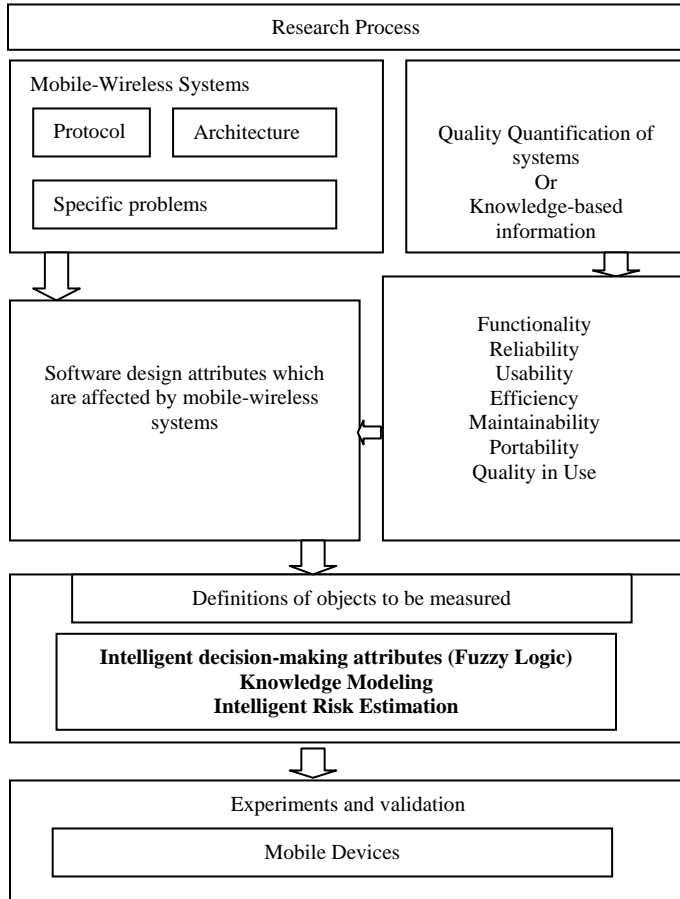 Research Process
Mobile-Wireless Systems
Protocol
Architecture
Specific problems
Quality Quantification of
systems
Or
Knowledge-based
information
Software design attributes which
are affected by mobile-wireless
systems
Functionality
Reliability
Usability
Efficiency
Maintainability
Portability
Quality in Use
Definitions of objects to be measured
Intelligent decision-making attributes (Fuzzy Logic)
Knowledge Modeling
Intelligent Risk Estimation
Experiments and validation
Mobile Devices